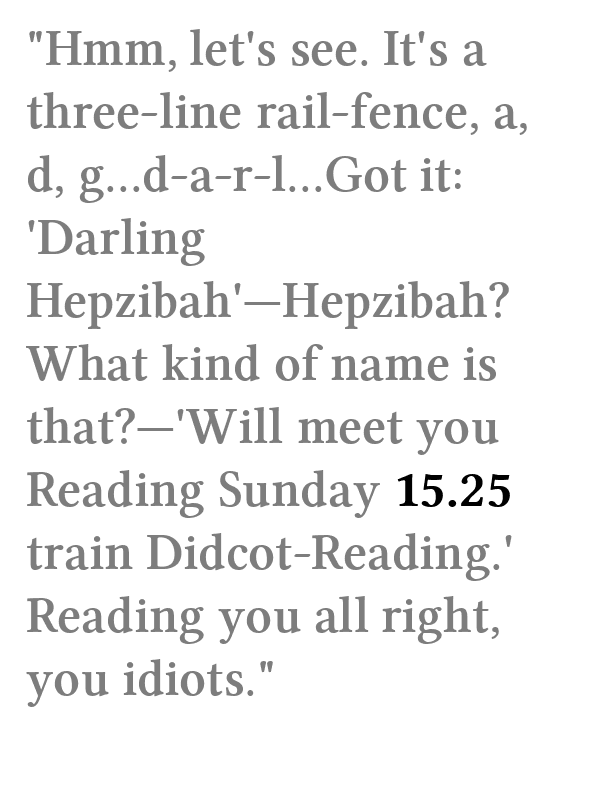 "Hmm, let's see. It's a
three-line rail-fence, a,
d, g...d-a-r-l...Got it:
'Darling
Hepzibah'—Hepzibah?
What kind of name is
that?—'Will meet you
Reading Sunday 15.25
train Didcot-Reading.'
Reading you all right,
you idiots."